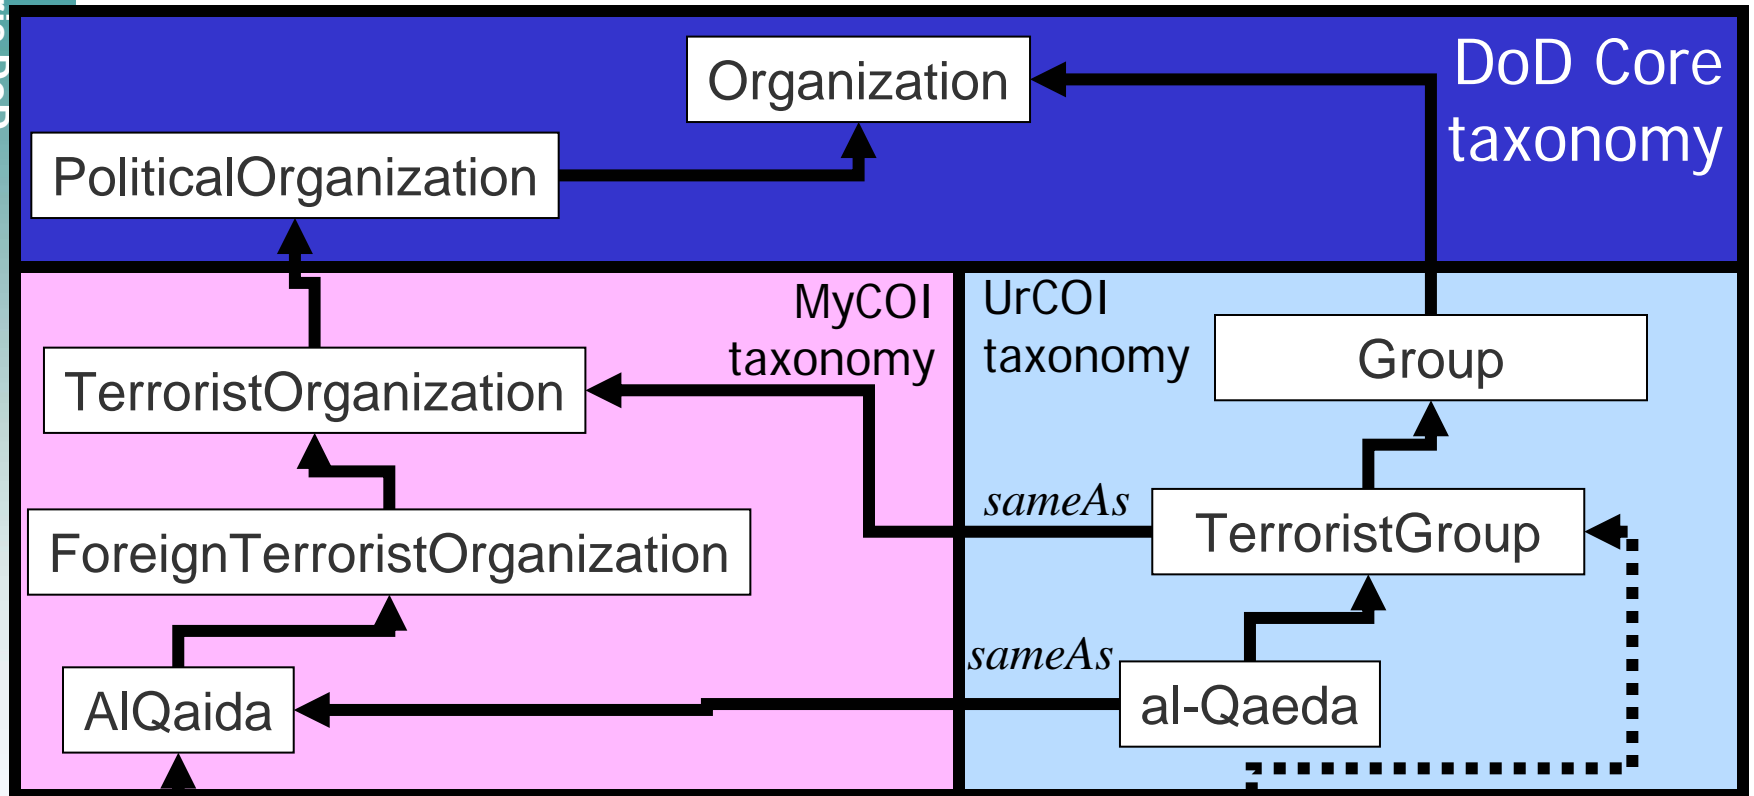 Organization
DoD Core
taxonomy
PoliticalOrganization
MyCOI
taxonomy
UrCOI
taxonomy
Group
TerroristOrganization
sameAs
TerroristGroup
ForeignTerroristOrganization
sameAs
AlQaida
al-Qaeda